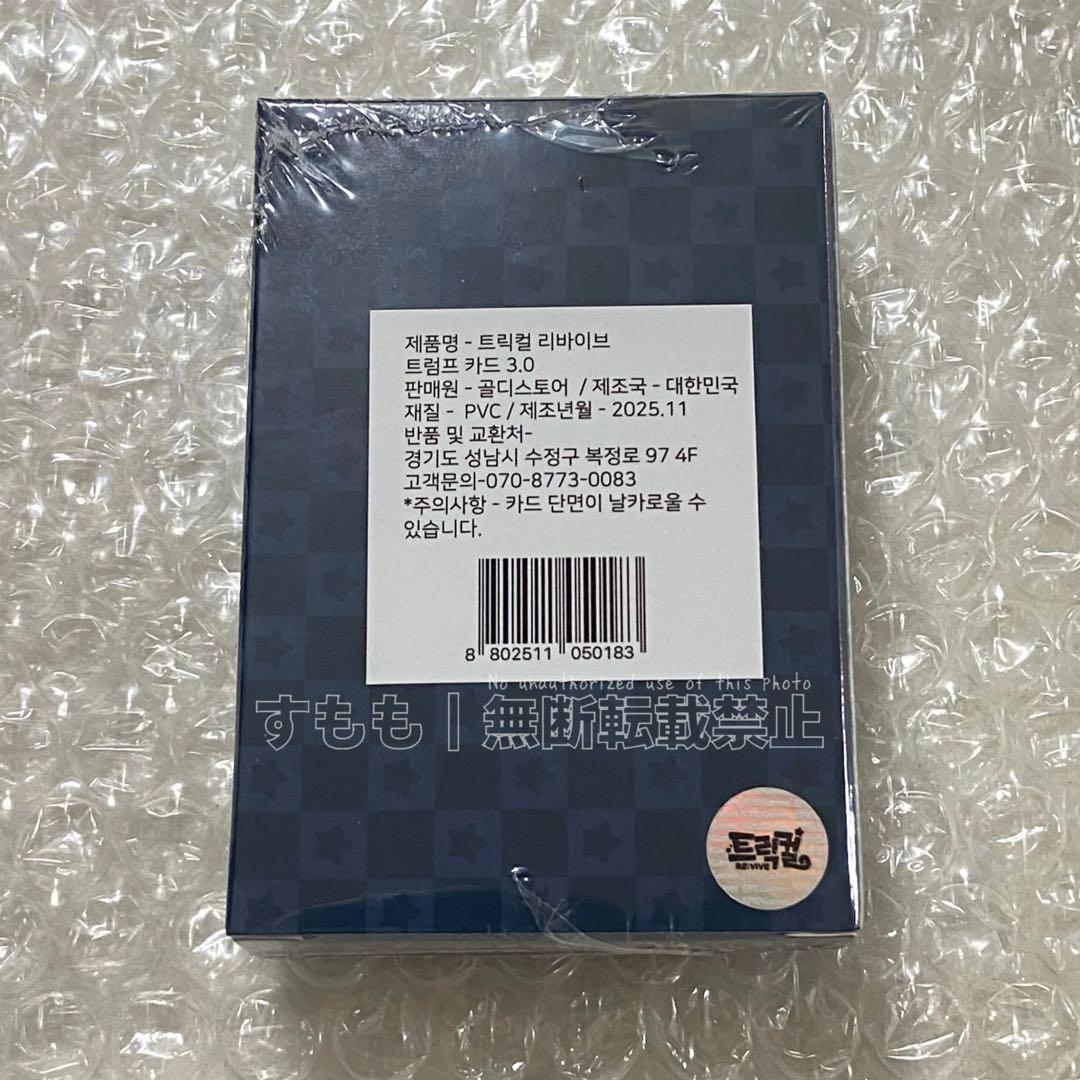 제품명 - 트릭컬 리바이브
트럼프 카드 3.0
판매원 - 골디스토어 / 제조국 - 대한민국
재질 - PVC / 제조년월 - 2025.11
반품 및 교환처-
경기도 성남시 수정구 복정로 97 4F
고객문의-070-8773-0083
*주의사항 - 카드 단면이 날카로울 수
있습니다.
8 802511 050183
No unauthorized use of this photo
すもも｜無断転載禁止
트릭컬
RE:VIVE